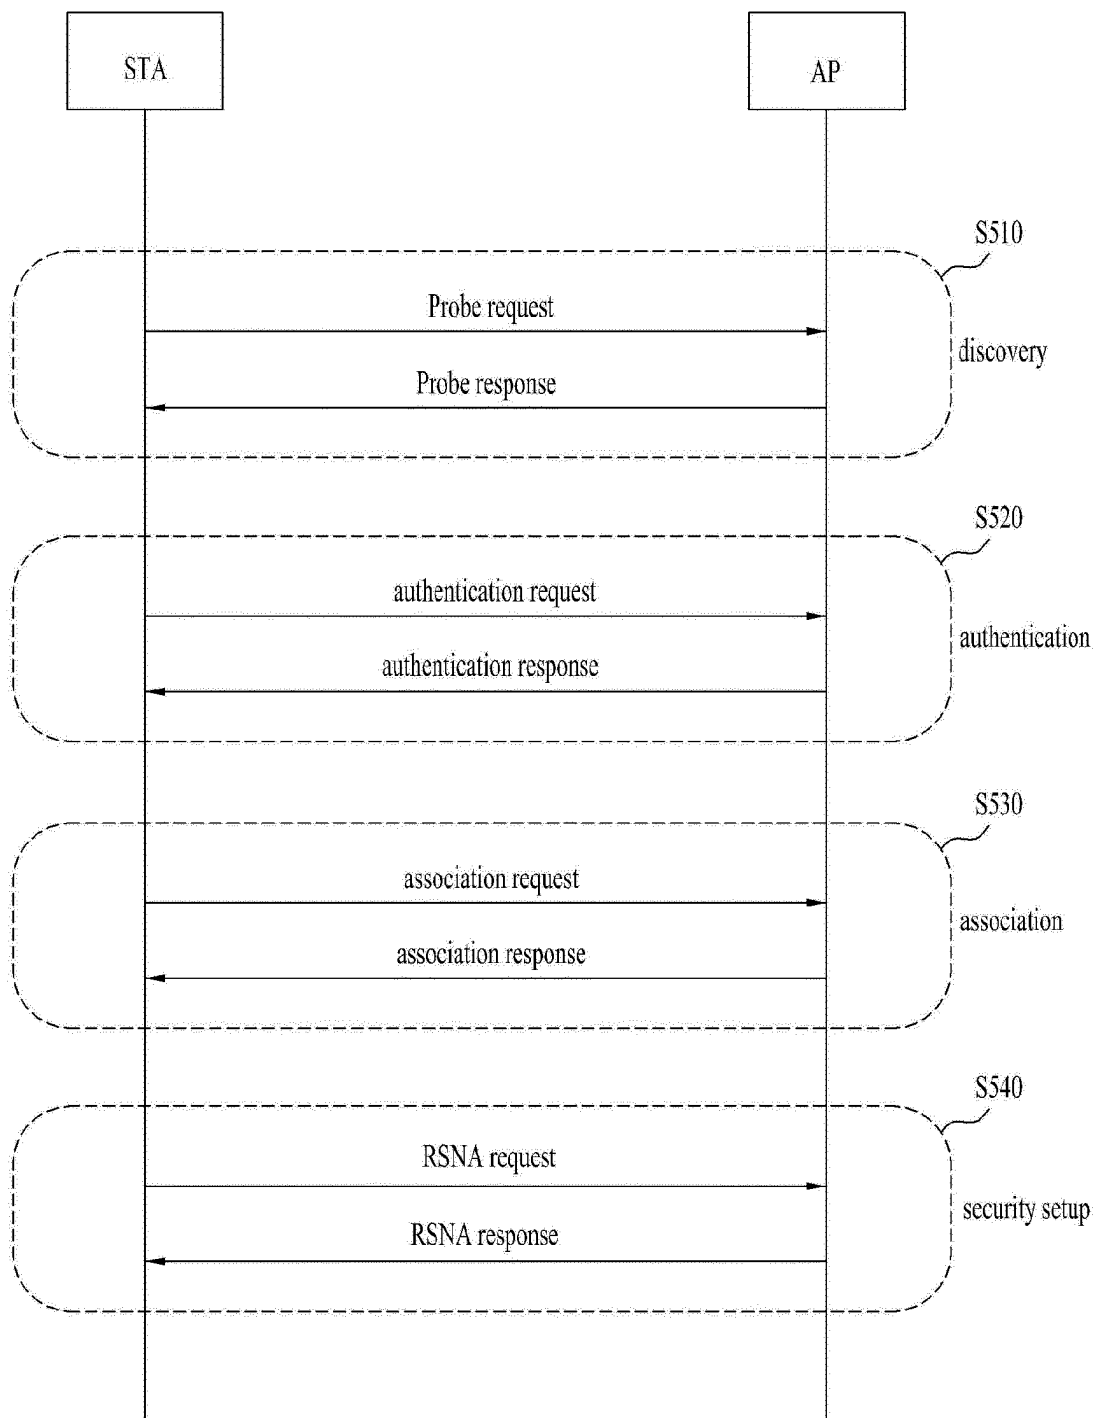 STA
AP
S510
Probe request
discovery
Probe response
S520
authentication request
authentication
authentication response
S530
association request
association
association response
S540
RSNA request
security setup
RSNA response